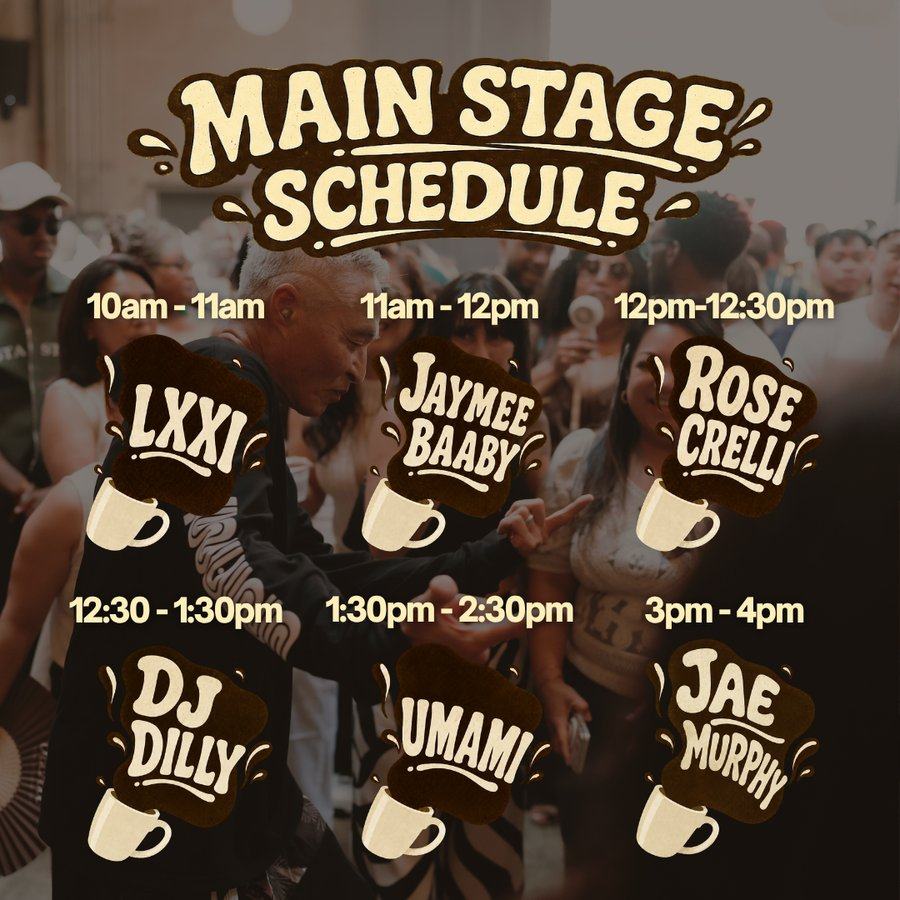 MAIN STAGE
SCHEDULE
10am - 11am
11am - 12pm
12pm-12:30pm
LXXI
JAYMEE
BAABY
ROSE
CRELLI
12:30 - 1:30pm
1:30pm - 2:30pm
3pm - 4pm
DJ
DILLY
UMAMI
JAE
MURPHY